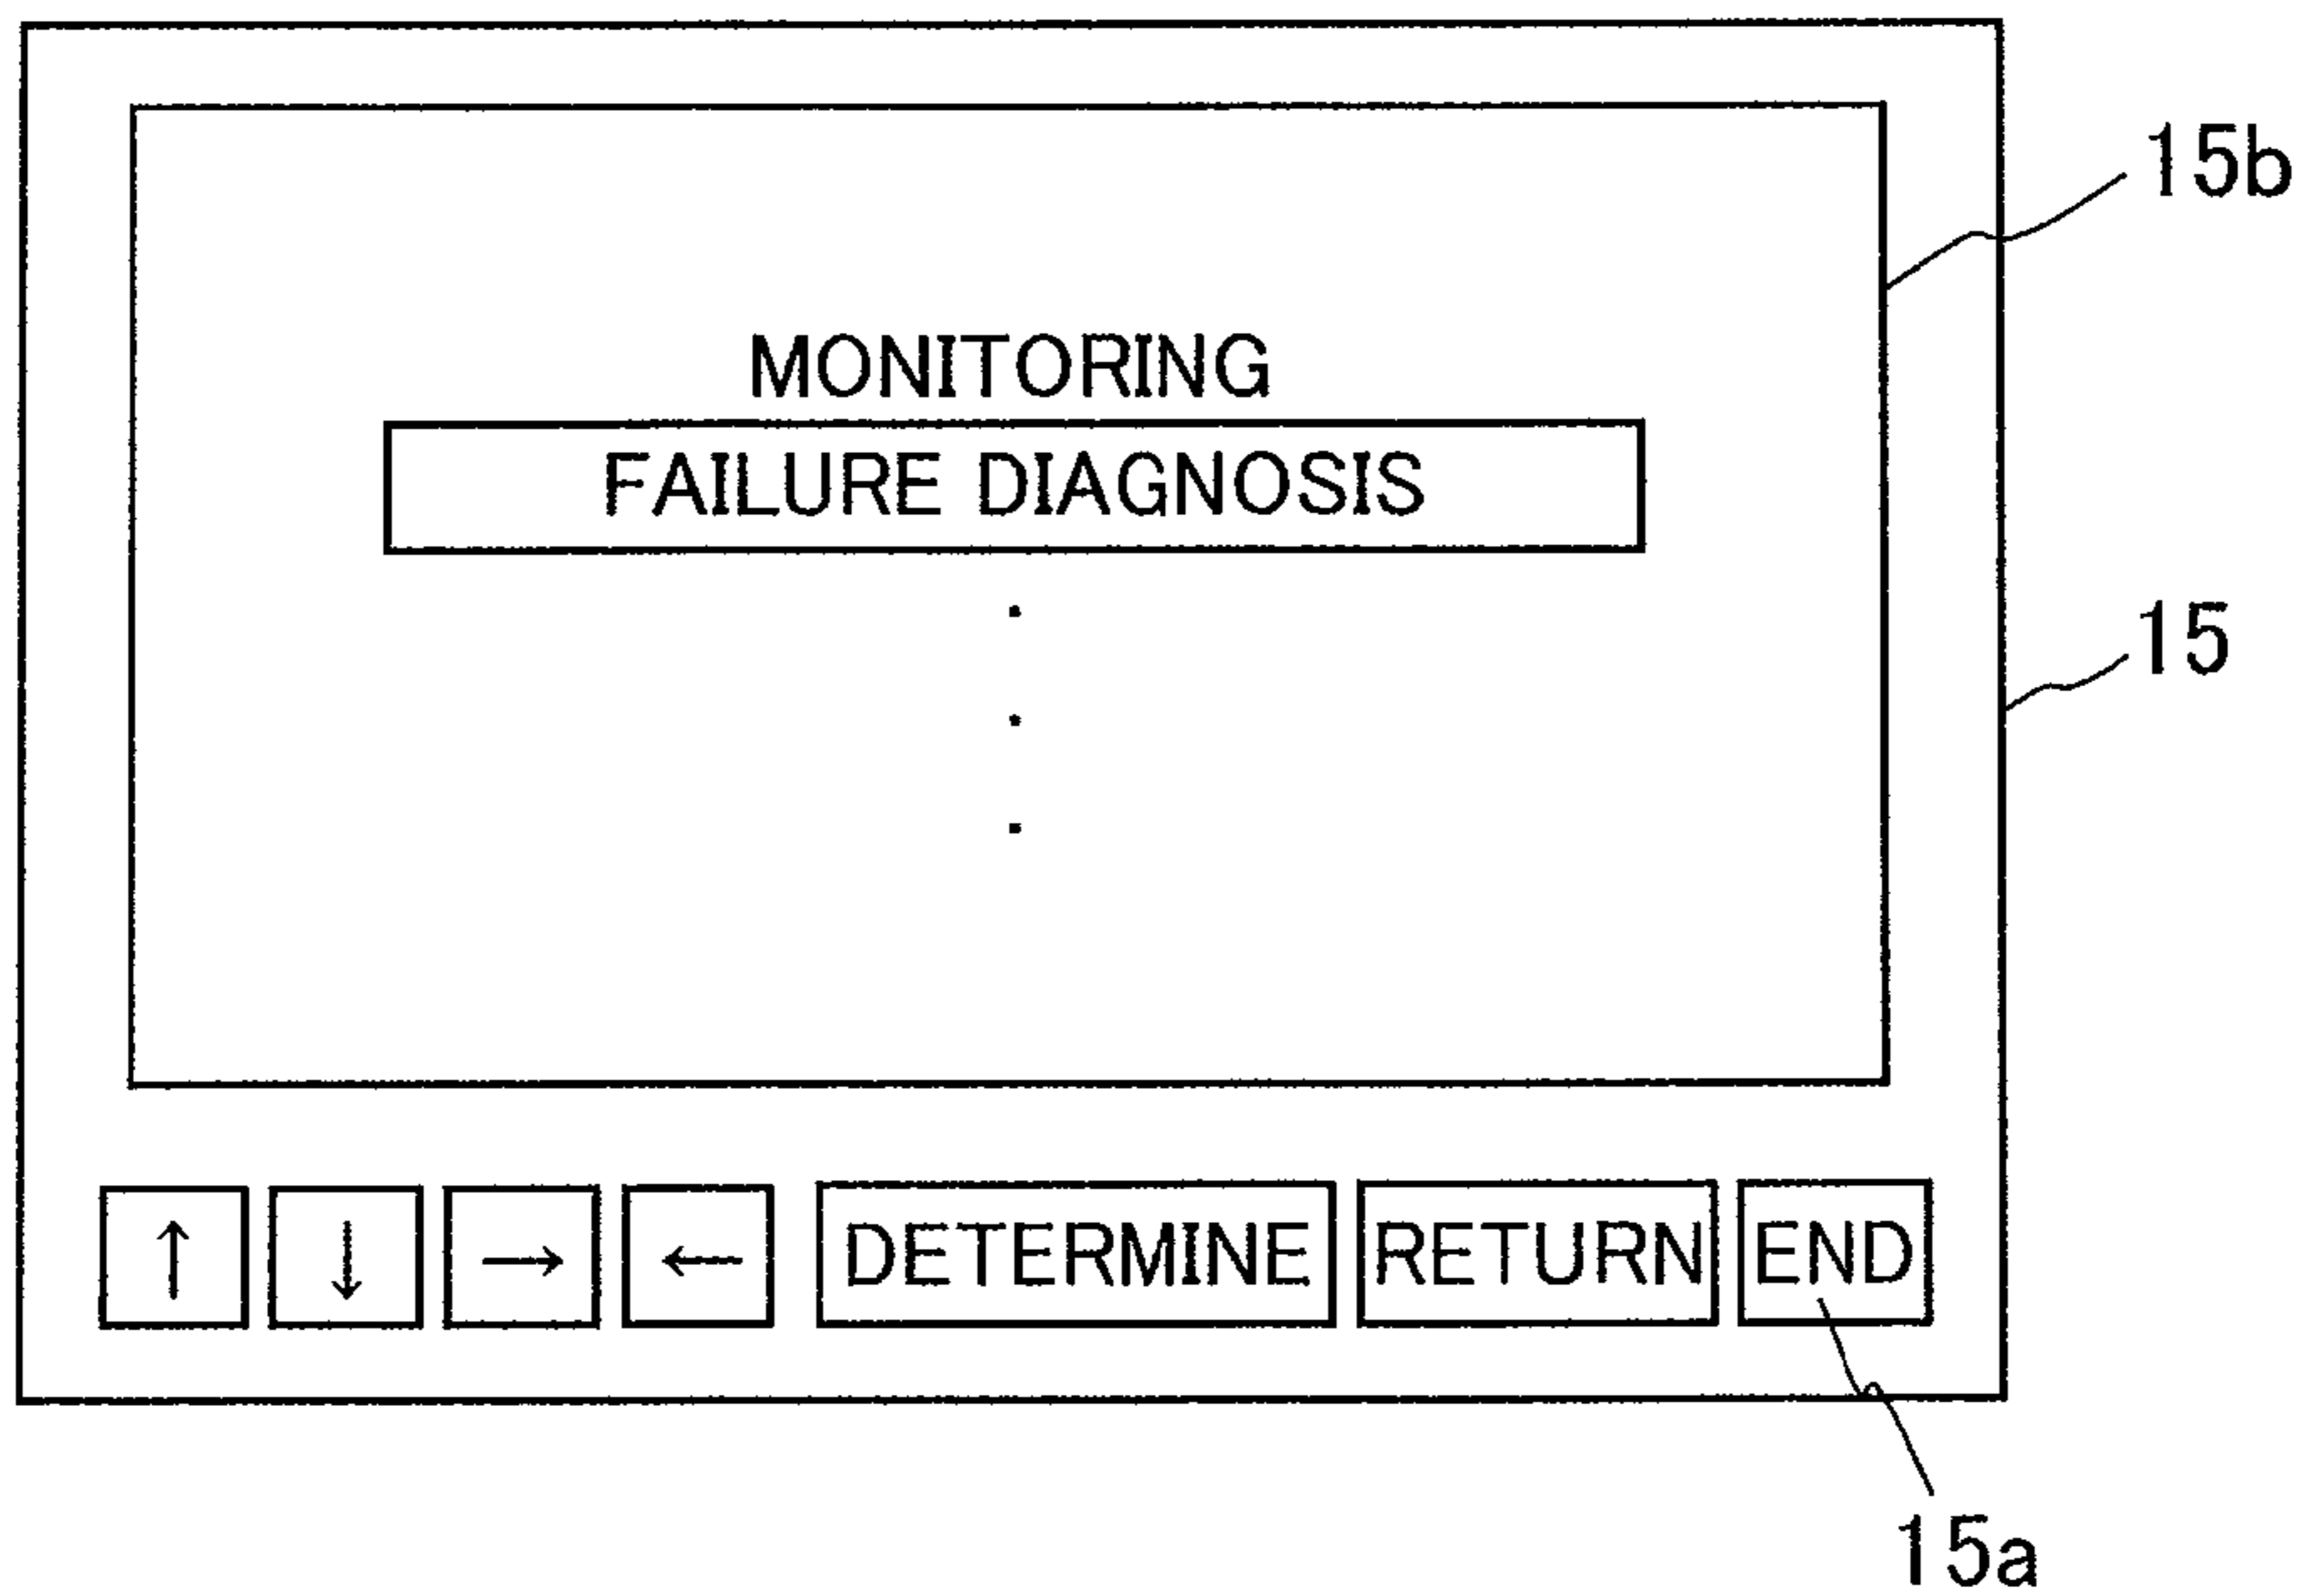 15b
MONITORING
FAILURE DIAGNOSIS
15
↑ ↓ → ← DETERMINE RETURN END
15a